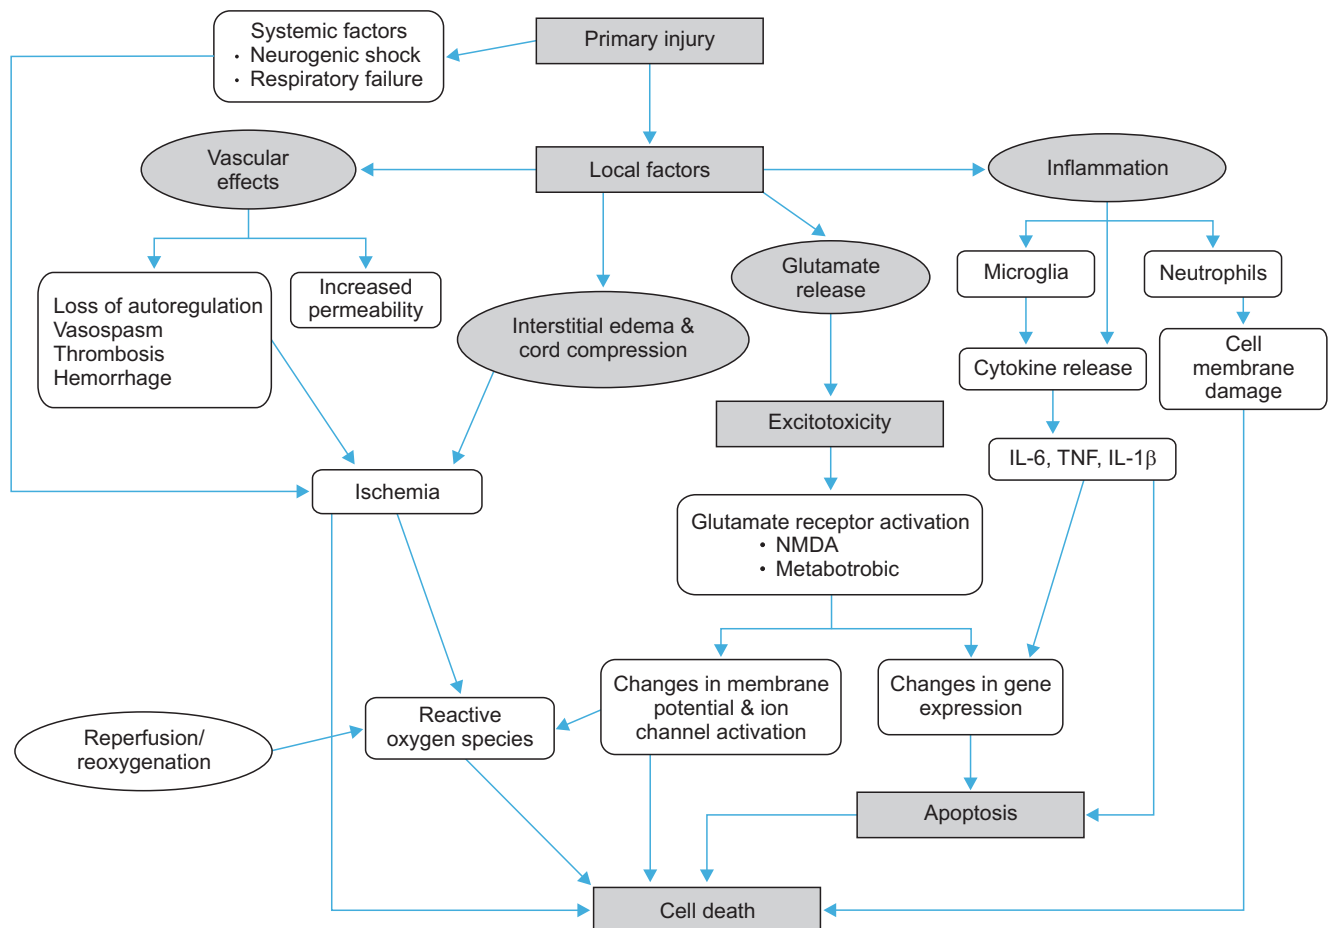 Systemic factors
· Neurogenic shock
· Respiratory failure
Primary injury
Vascular
effects
Local factors
Inflammation
Loss of autoregulation
Vasospasm
Thrombosis
Hemorrhage
Increased
permeability
Interstitial edema &
cord compression
Glutamate
release
Microglia
Neutrophils
Cytokine release
Cell
membrane
damage
Excitotoxicity
IL-6, TNF, IL-1β
Ischemia
Glutamate receptor activation
· NMDA
· Metabotrobic
Reperfusion/
reoxygenation
Reactive
oxygen species
Changes in membrane
potential & ion
channel activation
Changes in gene
expression
Apoptosis
Cell death